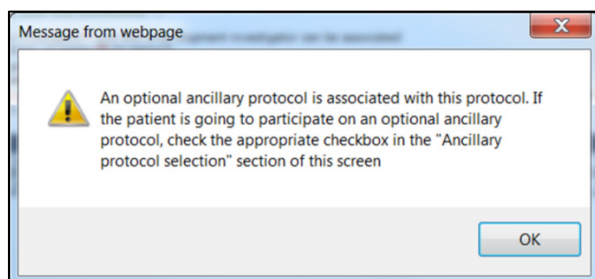 Message from webpage
An optional ancillary protocol is associated with this protocol. If
the patient is going to participate on an optional ancillary
protocol, check the appropriate checkbox in the "Ancillary
protocol selection" section of this screen
OK